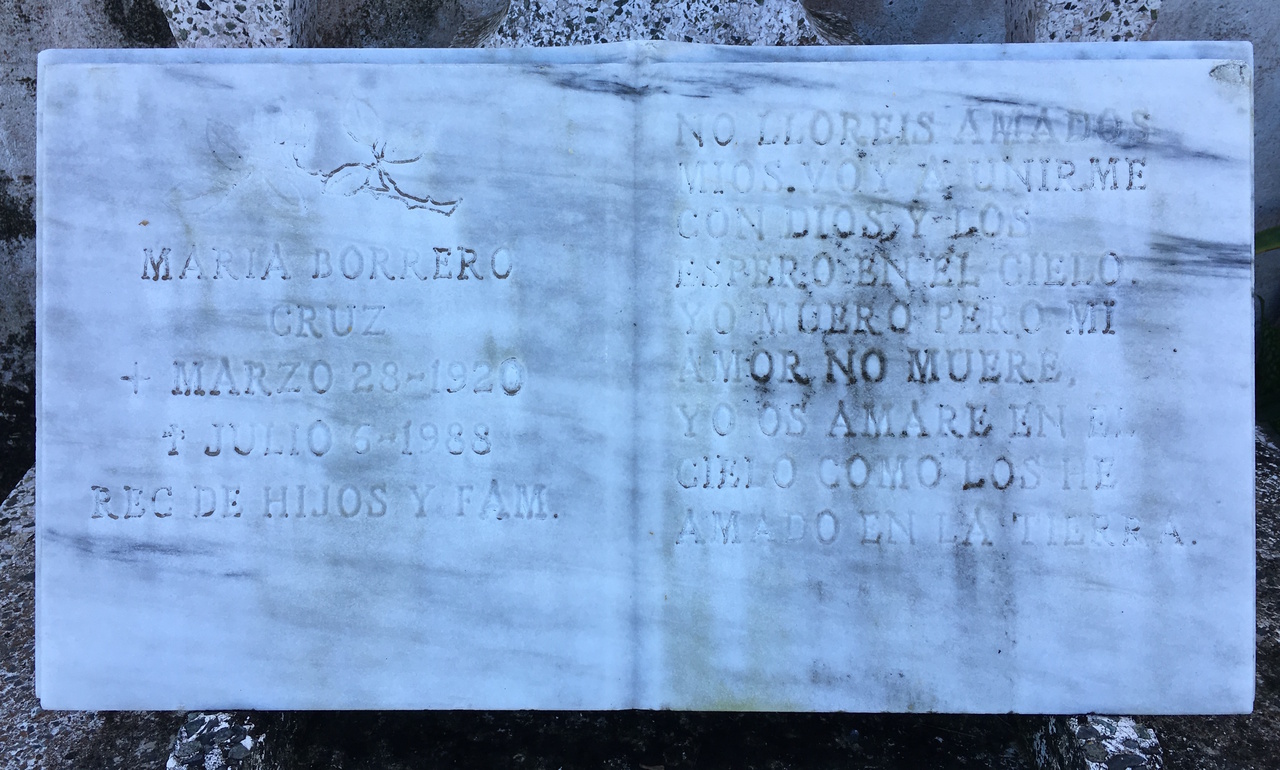 MARIA BORRERO
CRUZ
+ MARZO 28-1920
✝ JULIO 6-1988
REC DE HIJOS Y FAM.
NO LLOREIS AMADOS
MIOS. VOY A UNIRME
CON DIOS Y LOS
ESPERO EN EL CIELO.
YO MUERO PERO MI
AMOR NO MUERE,
YO OS AMARE EN EL
CIELO COMO LOS HE
AMADO EN LA TIERRA.